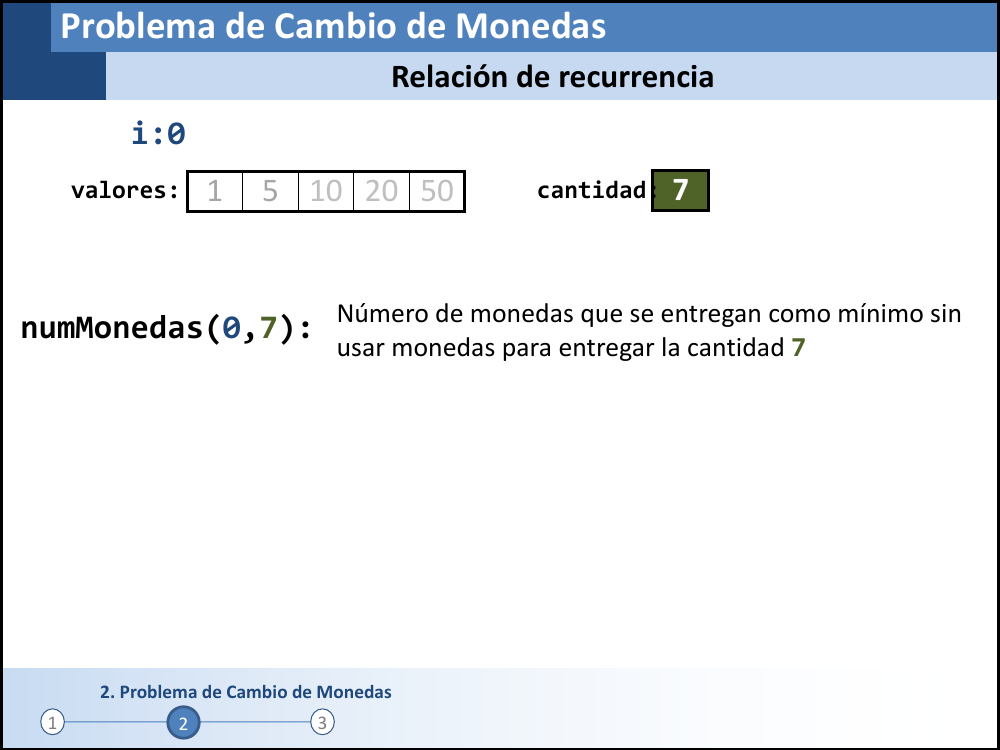 Problema de Cambio de Monedas
Relación de recurrencia
i:0
valores: 1 5 10 20 50 cantidad: 7
numMonedas(0,7): Número de monedas que se entregan como mínimo sin
usar monedas para entregar la cantidad 7
2. Problema de Cambio de Monedas
1 2 3